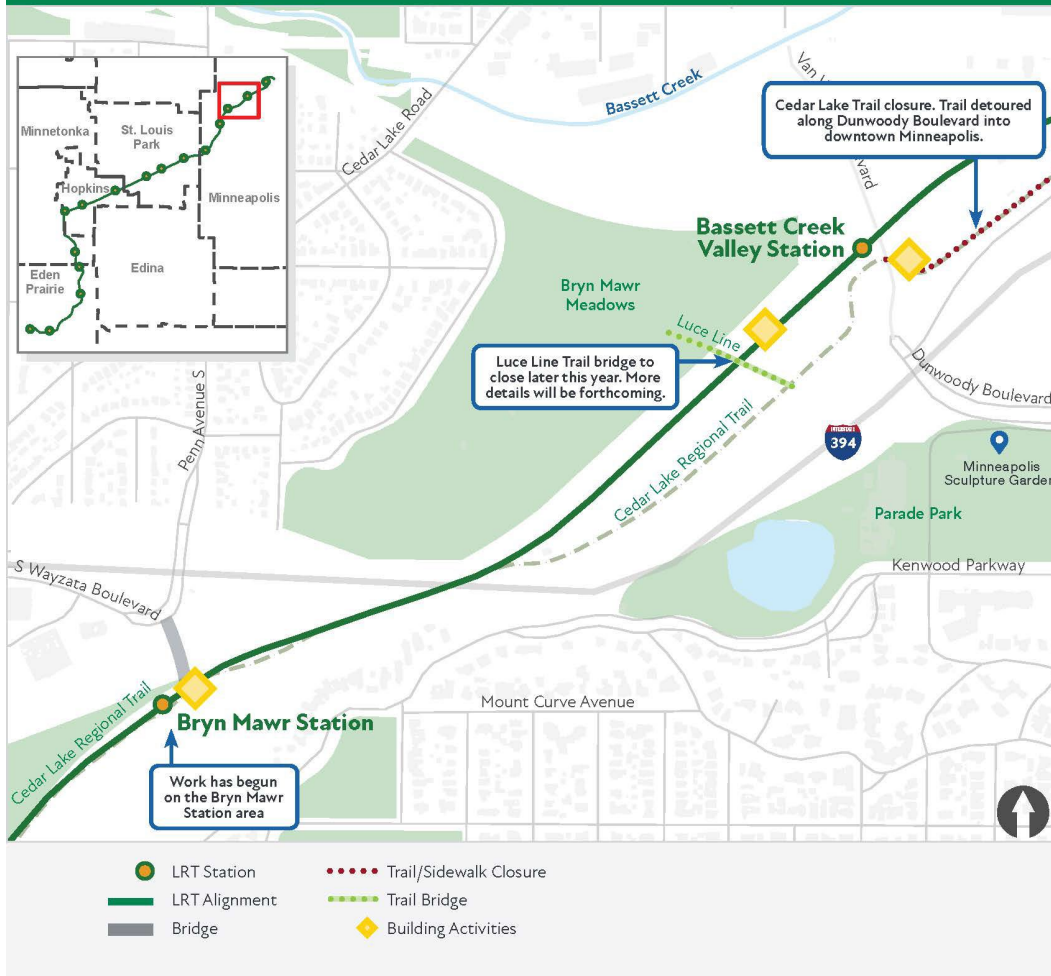 Minnetonka
St. Louis
Park
Hopkins
Minneapolis
Eden
Prairie
Edina
Cedar Lake Road
Bassett Creek
Cedar Lake Trail closure. Trail detoured
along Dunwoody Boulevard into
downtown Minneapolis.
Bassett Creek
Valley Station
Bryn Mawr
Meadows
Luce Line
Luce Line Trail bridge to
close later this year. More
details will be forthcoming.
Dunwoody Boulevard
Penn Avenue S
Cedar Lake Regional Trail
INTERSTATE
394
Minneapolis
Sculpture Garden
Parade Park
Kenwood Parkway
S Wayzata Boulevard
Cedar Lake Regional Trail
Bryn Mawr Station
Mount Curve Avenue
Work has begun
on the Bryn Mawr
Station area
LRT Station
LRT Alignment
Bridge
Trail/Sidewalk Closure
Trail Bridge
Building Activities